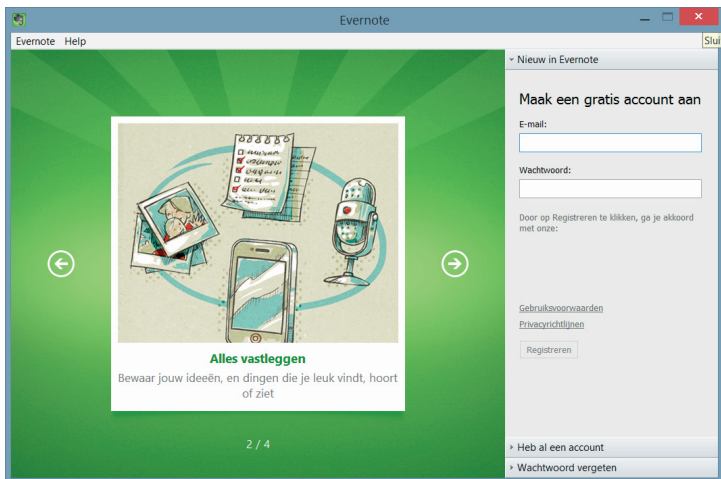 Evernote
Evernote Help
Slui
Nieuw in Evernote
Maak een gratis account aan
E-mail:
Wachtwoord:
Door op Registreren te klikken, ga je akkoord
met onze:
Gebruiksvoorwaarden
Privacyrichtlijnen
Registreren
Heb al een account
Wachtwoord vergeten
Alles vastleggen
Bewaar jouw ideeën, en dingen die je leuk vindt, hoort
of ziet
2 / 4